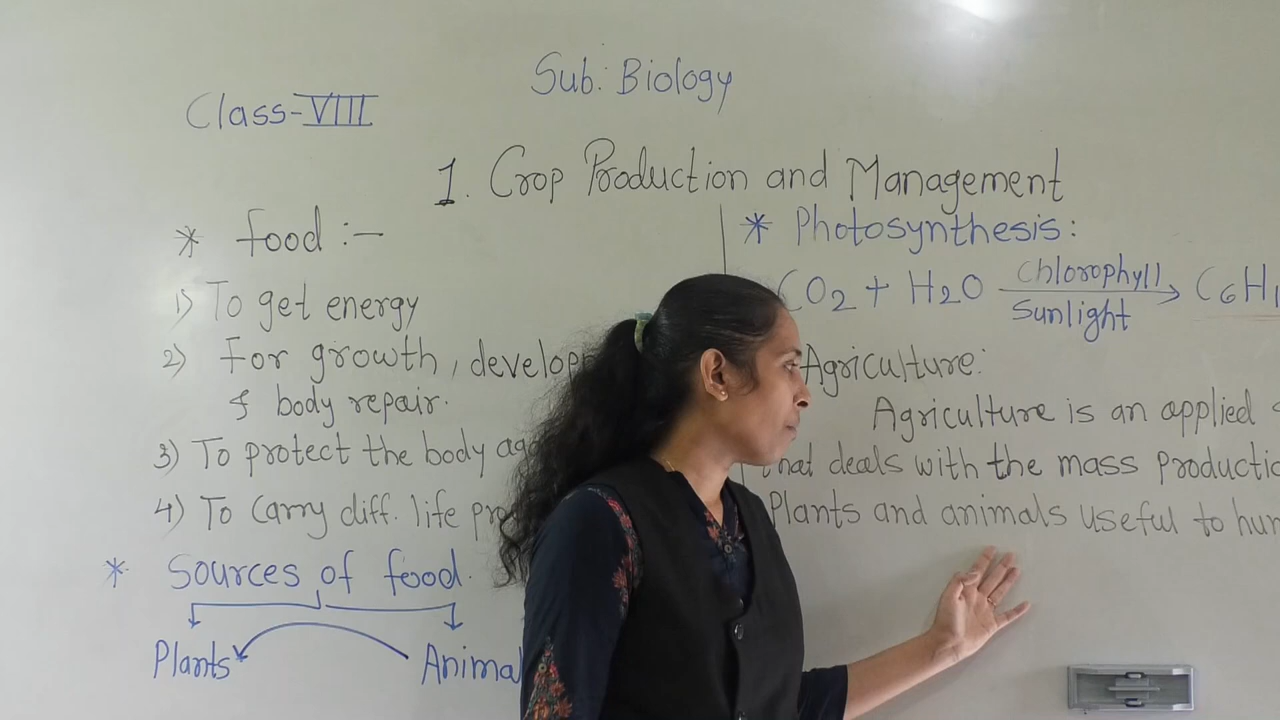 Sub: Biology
Class-VIII
1. Crop Production and Management
* food :-
1) To get energy
2) For growth, develop
& body repair.
3) To protect the body aga
4) To Carry diff. life pro
* Sources of food.
Plants Animal
* Photosynthesis:
CO2 + H2O Chlorophyll Sunlight C6H1
Agriculture:
Agriculture is an applied s
that deals with the mass productio
Plants and animals useful to hum